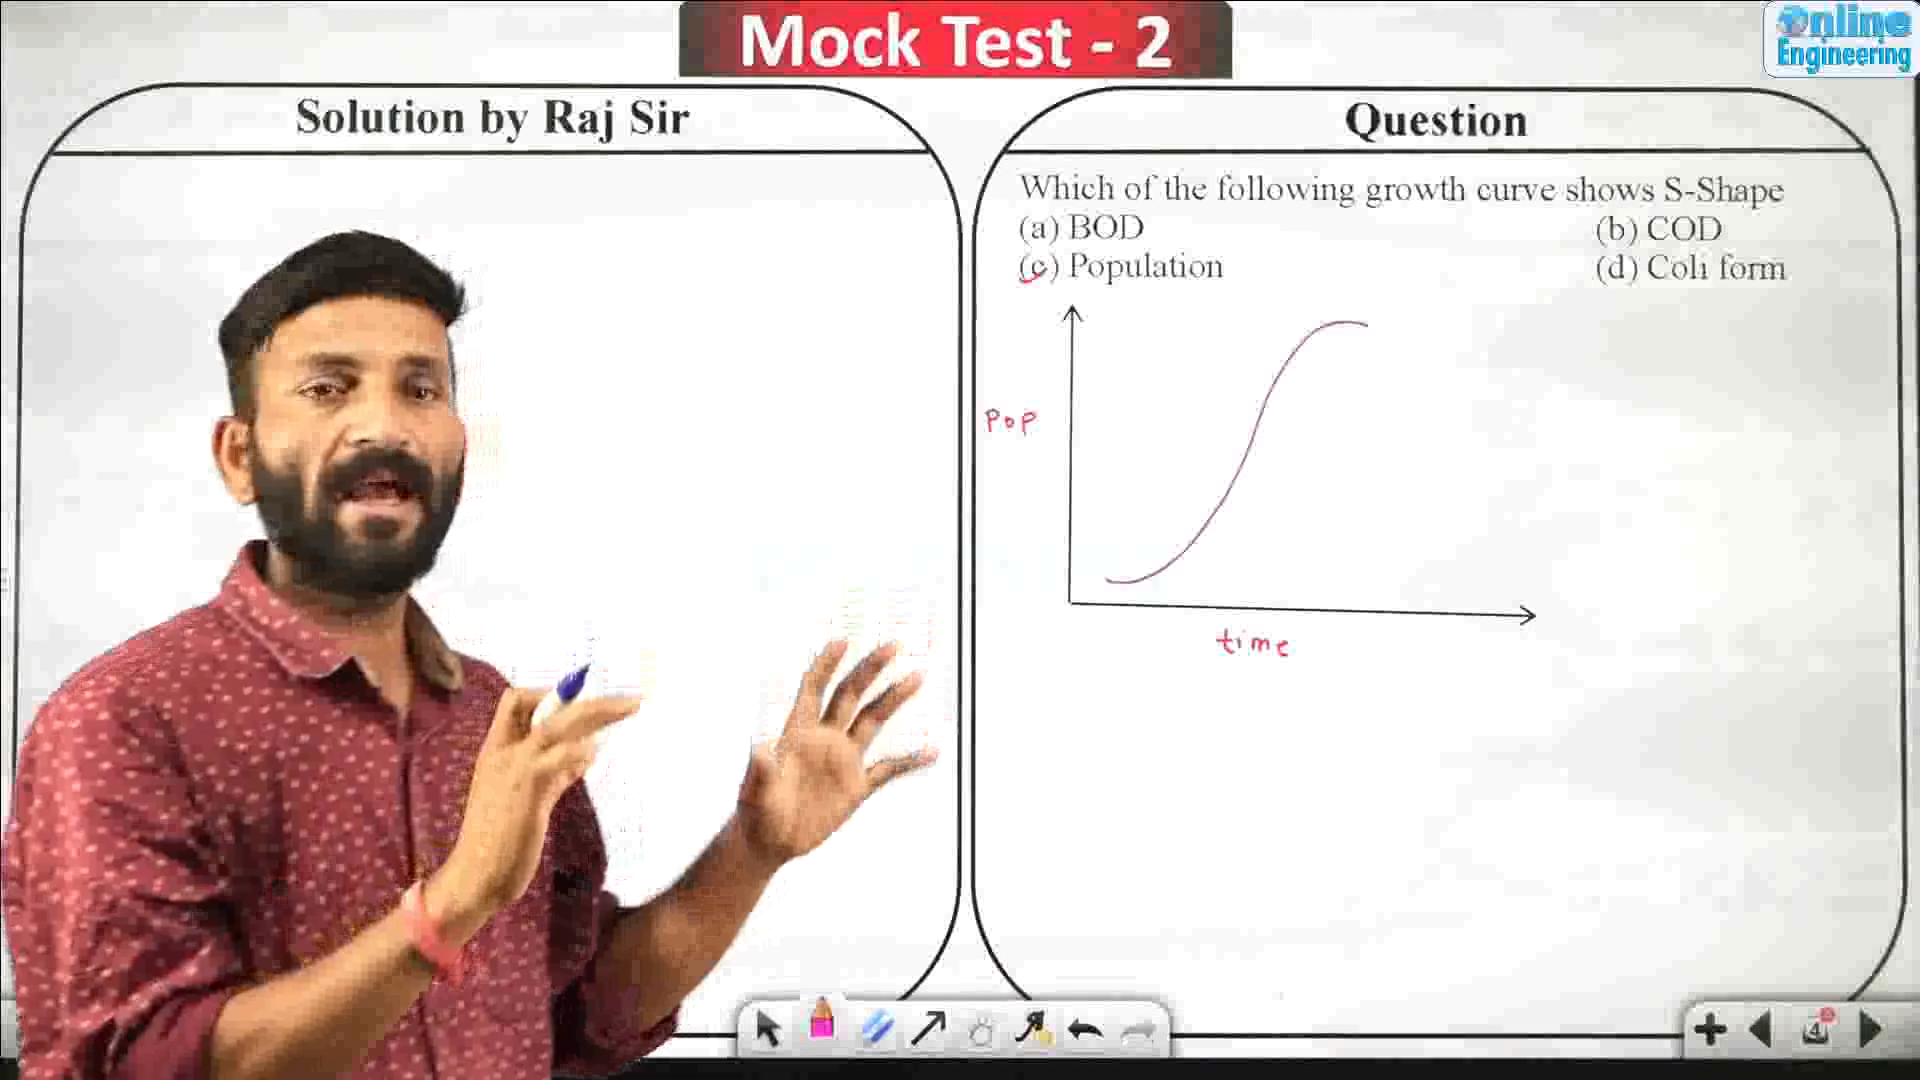 Mock Test - 2
Online
Engineering
Solution by Raj Sir
Question
Which of the following growth curve shows S-Shape
(a) BOD (b) COD
(c) Population (d) Coli form
Pop
time
4